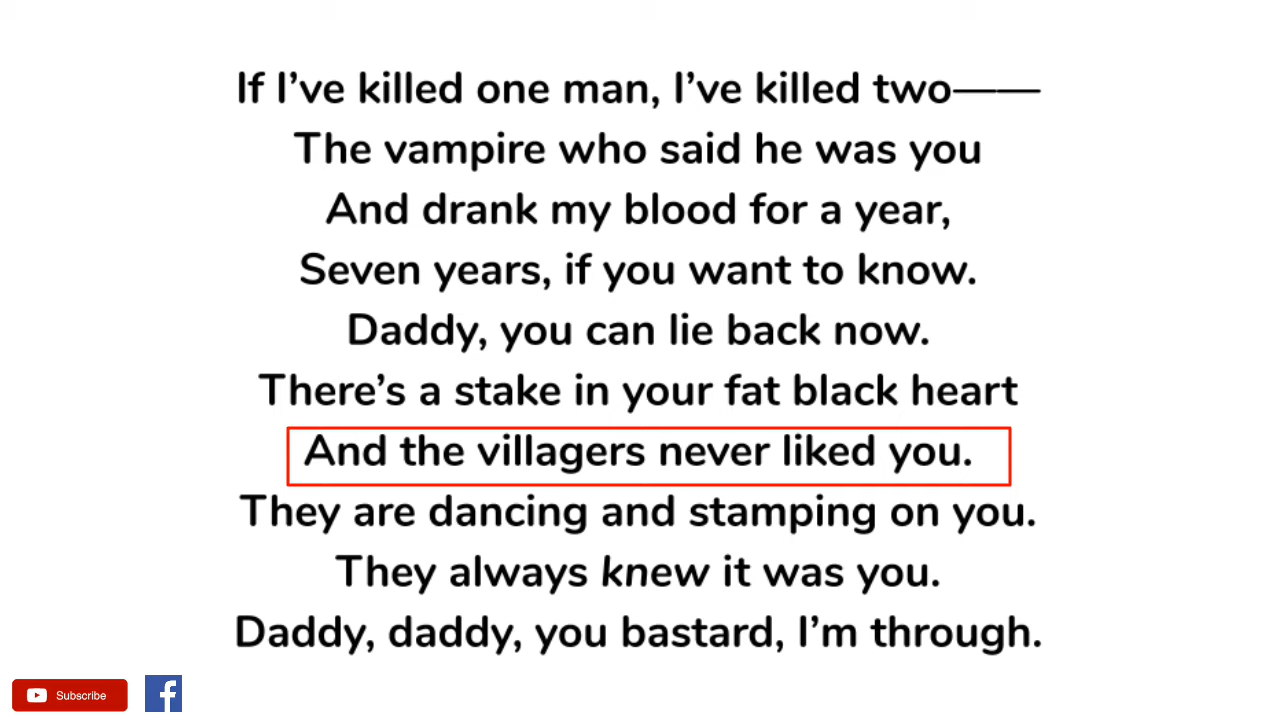 If I’ve killed one man, I’ve killed two——
The vampire who said he was you
And drank my blood for a year,
Seven years, if you want to know.
Daddy, you can lie back now.
There’s a stake in your fat black heart
And the villagers never liked you.
They are dancing and stamping on you.
They always knew it was you.
Daddy, daddy, you bastard, I’m through.
Subscribe